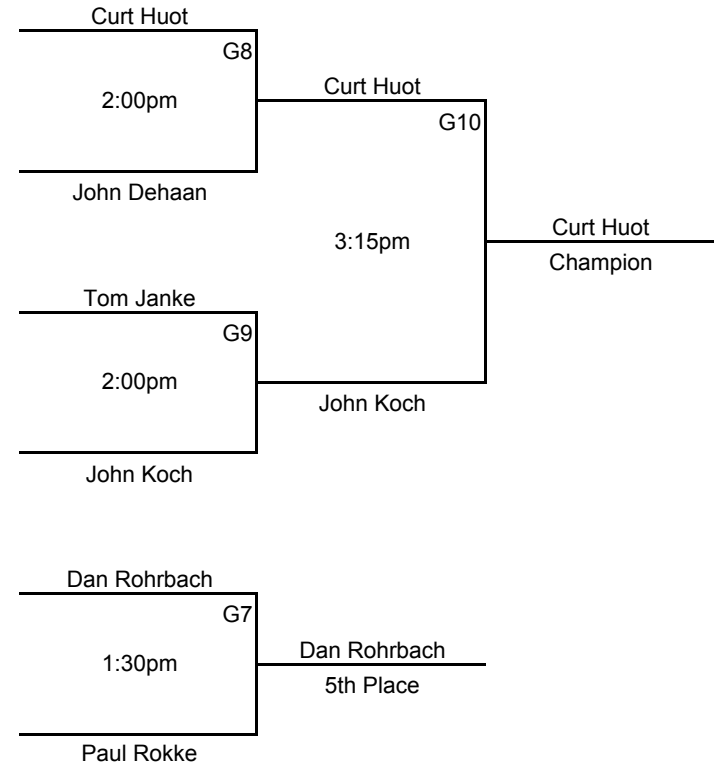 Curt Huot
G8
2:00pm
Curt Huot
G10
John Dehaan
3:15pm
Curt Huot
Champion
Tom Janke
G9
2:00pm
John Koch
John Koch
Dan Rohrbach
G7
1:30pm
Dan Rohrbach
5th Place
Paul Rokke